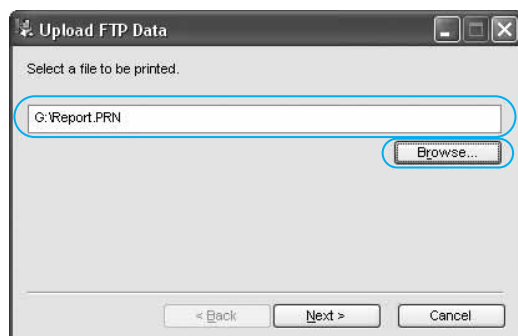 Upload FTP Data
Select a file to be printed.
G:\Report.PRN
Browse...
< Back Next > Cancel